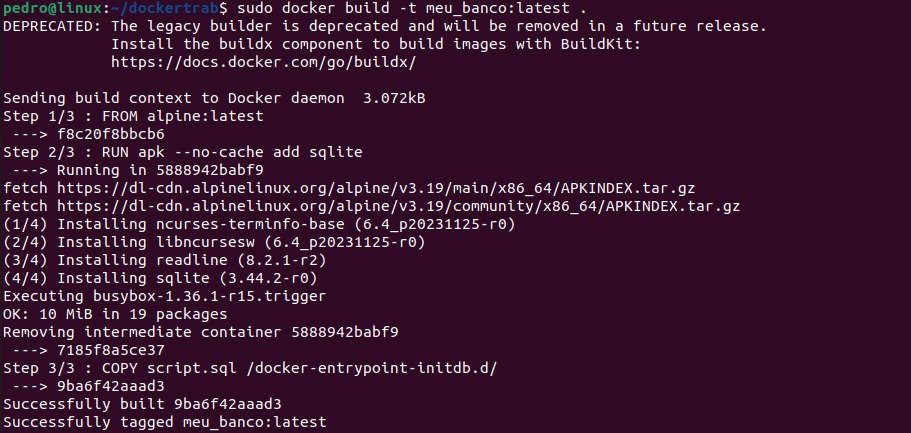 pedro@linux:~/dockertrab$ sudo docker build -t meu_banco:latest .
DEPRECATED: The legacy builder is deprecated and will be removed in a future release.
            Install the buildx component to build images with BuildKit:
            https://docs.docker.com/go/buildx/

Sending build context to Docker daemon  3.072kB
Step 1/3 : FROM alpine:latest
 ---> f8c20f8bbcb6
Step 2/3 : RUN apk --no-cache add sqlite
 ---> Running in 5888942babf9
fetch https://dl-cdn.alpinelinux.org/alpine/v3.19/main/x86_64/APKINDEX.tar.gz
fetch https://dl-cdn.alpinelinux.org/alpine/v3.19/community/x86_64/APKINDEX.tar.gz
(1/4) Installing ncurses-terminfo-base (6.4_p20231125-r0)
(2/4) Installing libncursesw (6.4_p20231125-r0)
(3/4) Installing readline (8.2.1-r2)
(4/4) Installing sqlite (3.44.2-r0)
Executing busybox-1.36.1-r15.trigger
OK: 10 MiB in 19 packages
Removing intermediate container 5888942babf9
 ---> 7185f8a5ce37
Step 3/3 : COPY script.sql /docker-entrypoint-initdb.d/
 ---> 9ba6f42aaad3
Successfully built 9ba6f42aaad3
Successfully tagged meu_banco:latest